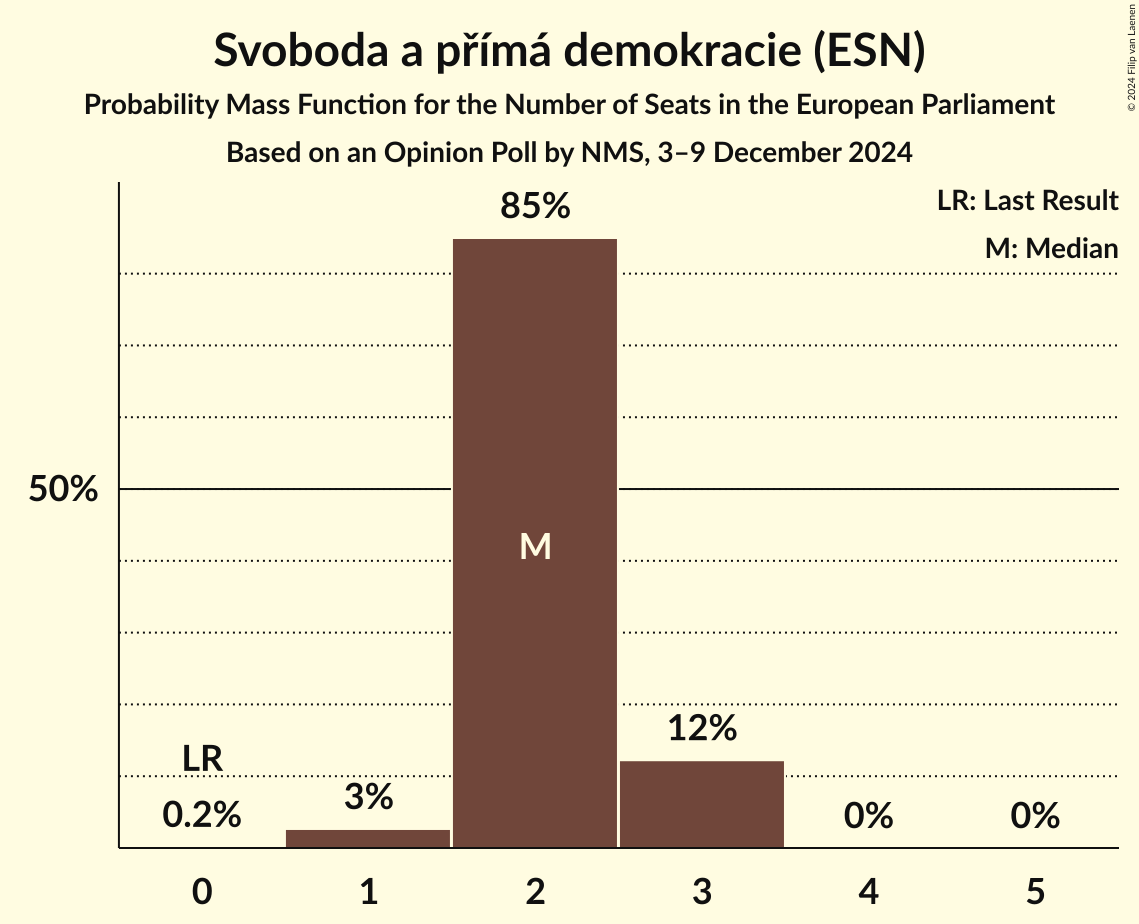 Svoboda a přímá demokracie (ESN)
Probability Mass Function for the Number of Seats in the European Parliament
Based on an Opinion Poll by NMS, 3–9 December 2024
© 2024 Filip van Laenen
LR: Last Result
M: Median
85%
50%
M
12%
LR
3%
0.2%
0%
0%
0 1 2 3 4 5